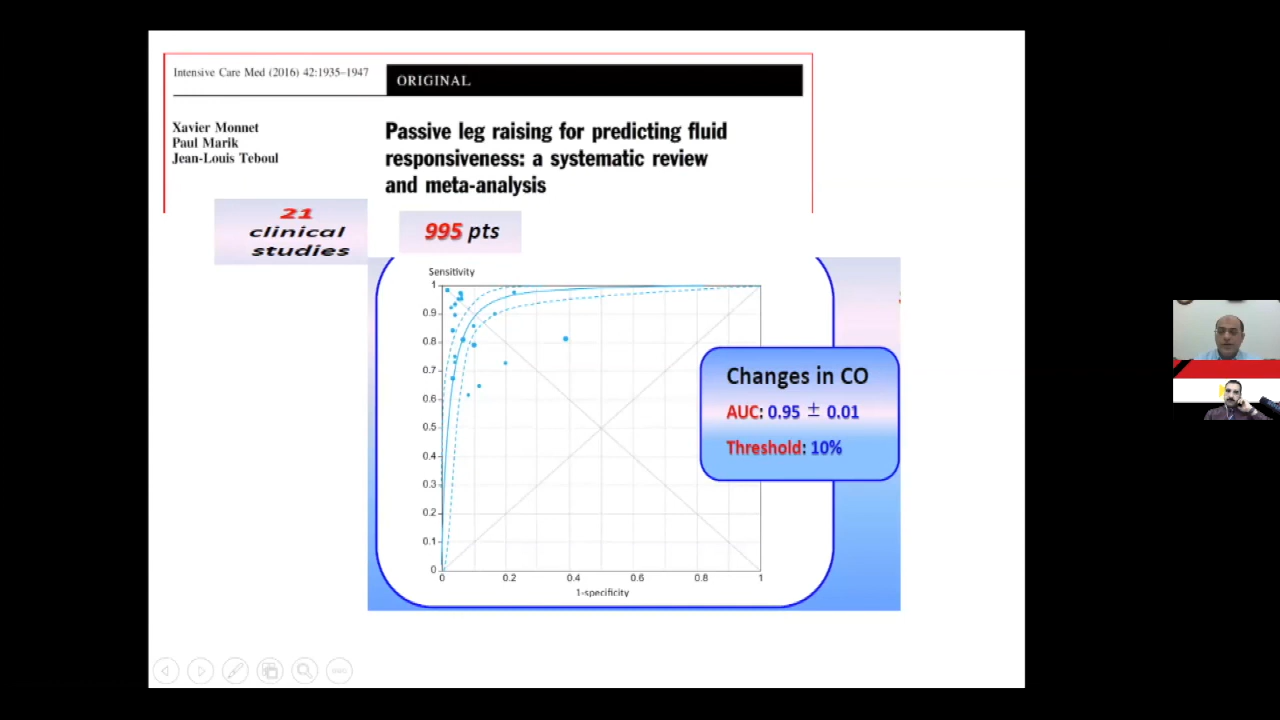 Intensive Care Med (2016) 42:1935–1947
ORIGINAL
Xavier Monnet
Paul Marik
Jean-Louis Teboul
Passive leg raising for predicting fluid
responsiveness: a systematic review
and meta-analysis
21
clinical
studies
995 pts
Sensitivity
1
0.9
0.8
0.7
0.6
0.5
0.4
0.3
0.2
0.1
0
0
0.2
0.4
0.6
0.8
1
1-specificity
Changes in CO
AUC: 0.95 ± 0.01
Threshold: 10%